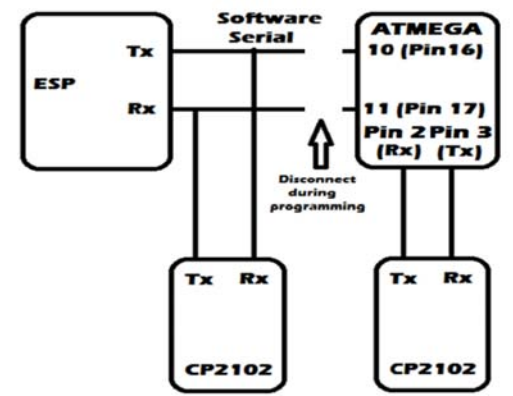 Software
Serial
ATMEGA
Tx
10 (Pin16)
ESP
Rx
11 (Pin 17)
Pin 2 Pin 3
(Rx) (Tx)
Disconnect
during
programming
Tx Rx
CP2102
Tx Rx
CP2102